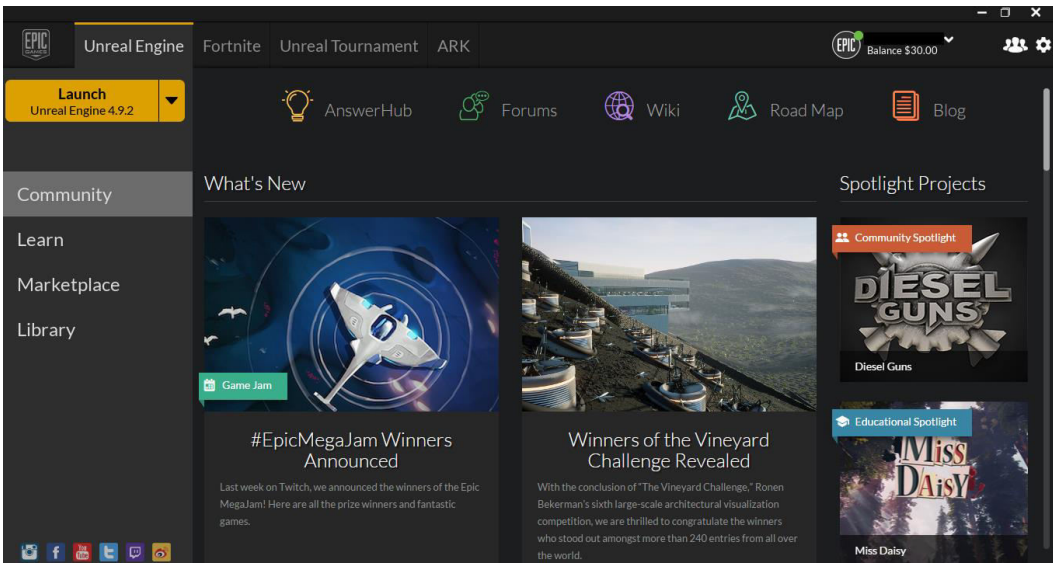 EPIC GAMES
Unreal Engine
Fortnite
Unreal Tournament
ARK
EPIC
Balance $30.00
Launch
Unreal Engine 4.9.2
AnswerHub
Forums
Wiki
Road Map
Blog
Community
Learn
Marketplace
Library
What's New
Game Jam
#EpicMegaJam Winners
Announced
Last week on Twitch, we announced the winners of the Epic
MegaJam! Here are all the prize winners and fantastic
games.
Winners of the Vineyard
Challenge Revealed
With the conclusion of "The Vineyard Challenge," Ronen
Bekerman's sixth large-scale architectural visualization
competition, we are thrilled to congratulate the winners
who stood out amongst more than 240 entries from all over
the world.
Spotlight Projects
Community Spotlight
DIESEL
GUNS
Diesel Guns
Educational Spotlight
Miss
DAisY
Miss Daisy
You
Tube